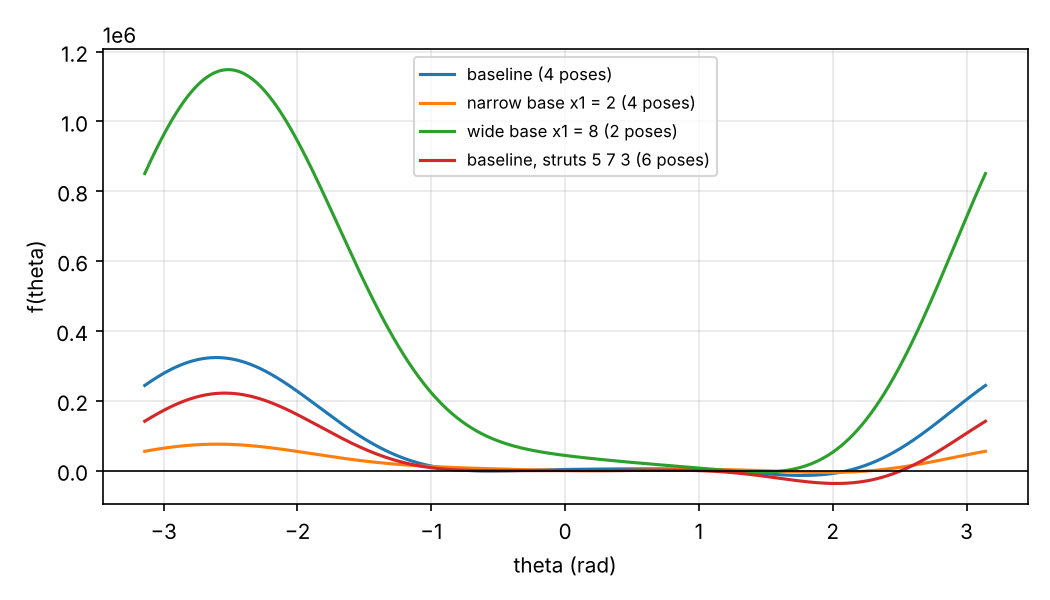 1e6
1.2
1.0
0.8
0.6
0.4
0.2
0.0
f(theta)
baseline (4 poses)
narrow base x1 = 2 (4 poses)
wide base x1 = 8 (2 poses)
baseline, struts 5 7 3 (6 poses)
−3 −2 −1 0 1 2 3
theta (rad)